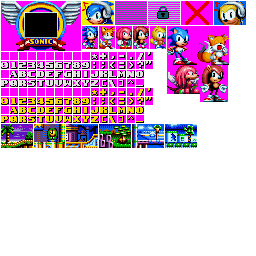 SONIC
*+,-./"
0123456789:;<=>?
ABCDEFGHIJKLMNO
PQRSTUVWXYZ[\]^
*+,-./"
0123456789:;<=>?
ABCDEFGHIJKLMNO
PQRSTUVWXYZ[\]^